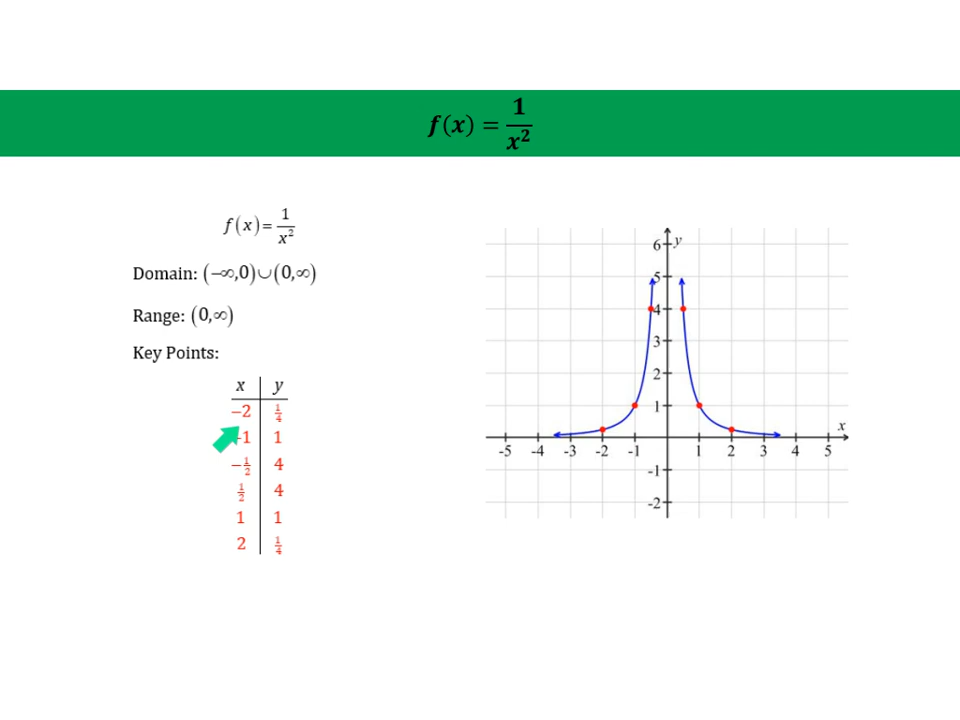 f(x) = 1/x²
f(x) = 1/x²
Domain: (−∞,0)∪(0,∞)
Range: (0,∞)
Key Points:
x y
−2 1/4
-1 1
−1/2 4
1/2 4
1 1
2 1/4
y
6
5
4
3
2
1
-1
-2
x
-5 -4 -3 -2 -1 1 2 3 4 5